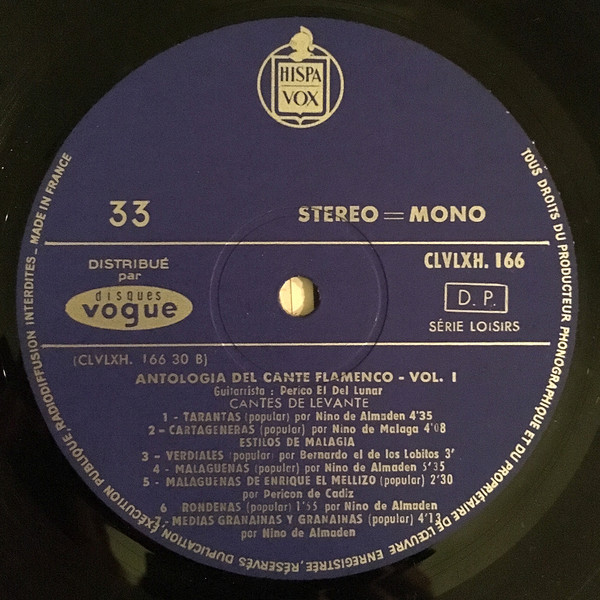 HISPA
VOX
33
STEREO = MONO
DISTRIBUÉ
par
disques
vogue
CLVLXH. 166
D. P.
SÉRIE LOISIRS
(CLVLXH. 166 30 B)
ANTOLOGIA DEL CANTE FLAMENCO - VOL. I
Guitarrista : Perico El Del Lunar
CANTES DE LEVANTE
1 - TARANTAS (popular) por Nino de Almaden 4'35
2 - CARTAGENERAS (popular) por Nino de Malaga 4'08
ESTILOS DE MALAGIA
3 - VERDIALES (popular) por Bernardo el de los Lobitos 3'
4 - MALAGUENAS (popular) por Nino de Almaden 5'35
5 - MALAGUENAS DE ENRIQUE EL MELLIZO (popular) 2'30
por Pericon de Cadiz
6 RONDENAS (popular) 1'55 por Nino de Almaden
7 - MEDIAS GRANAINAS Y GRANAINAS (popular) 4'13
por Nino de Almaden
TOUS DROITS DU PRODUCTEUR PHONOGRAPHIQUE ET DU PROPRIÉTAIRE DE L'ŒUVRE ENREGISTRÉE, RÉSERVÉS DUPLICATION EXÉCUTION PUBLIQUE, RADIODIFFUSION INTERDITES - MADE IN FRANCE